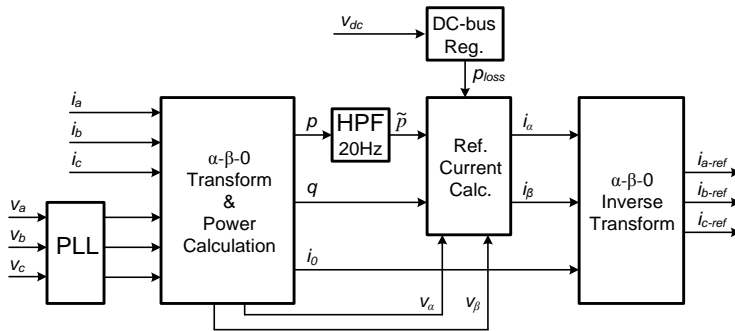 v_dc
DC-bus
Reg.
p_loss
i_a
i_b
i_c
v_a
v_b
v_c
PLL
α-β-0
Transform
&
Power
Calculation
p
q
i_0
HPF
20Hz
p̃
Ref.
Current
Calc.
v_α
v_β
i_α
i_β
α-β-0
Inverse
Transform
i_a-ref
i_b-ref
i_c-ref